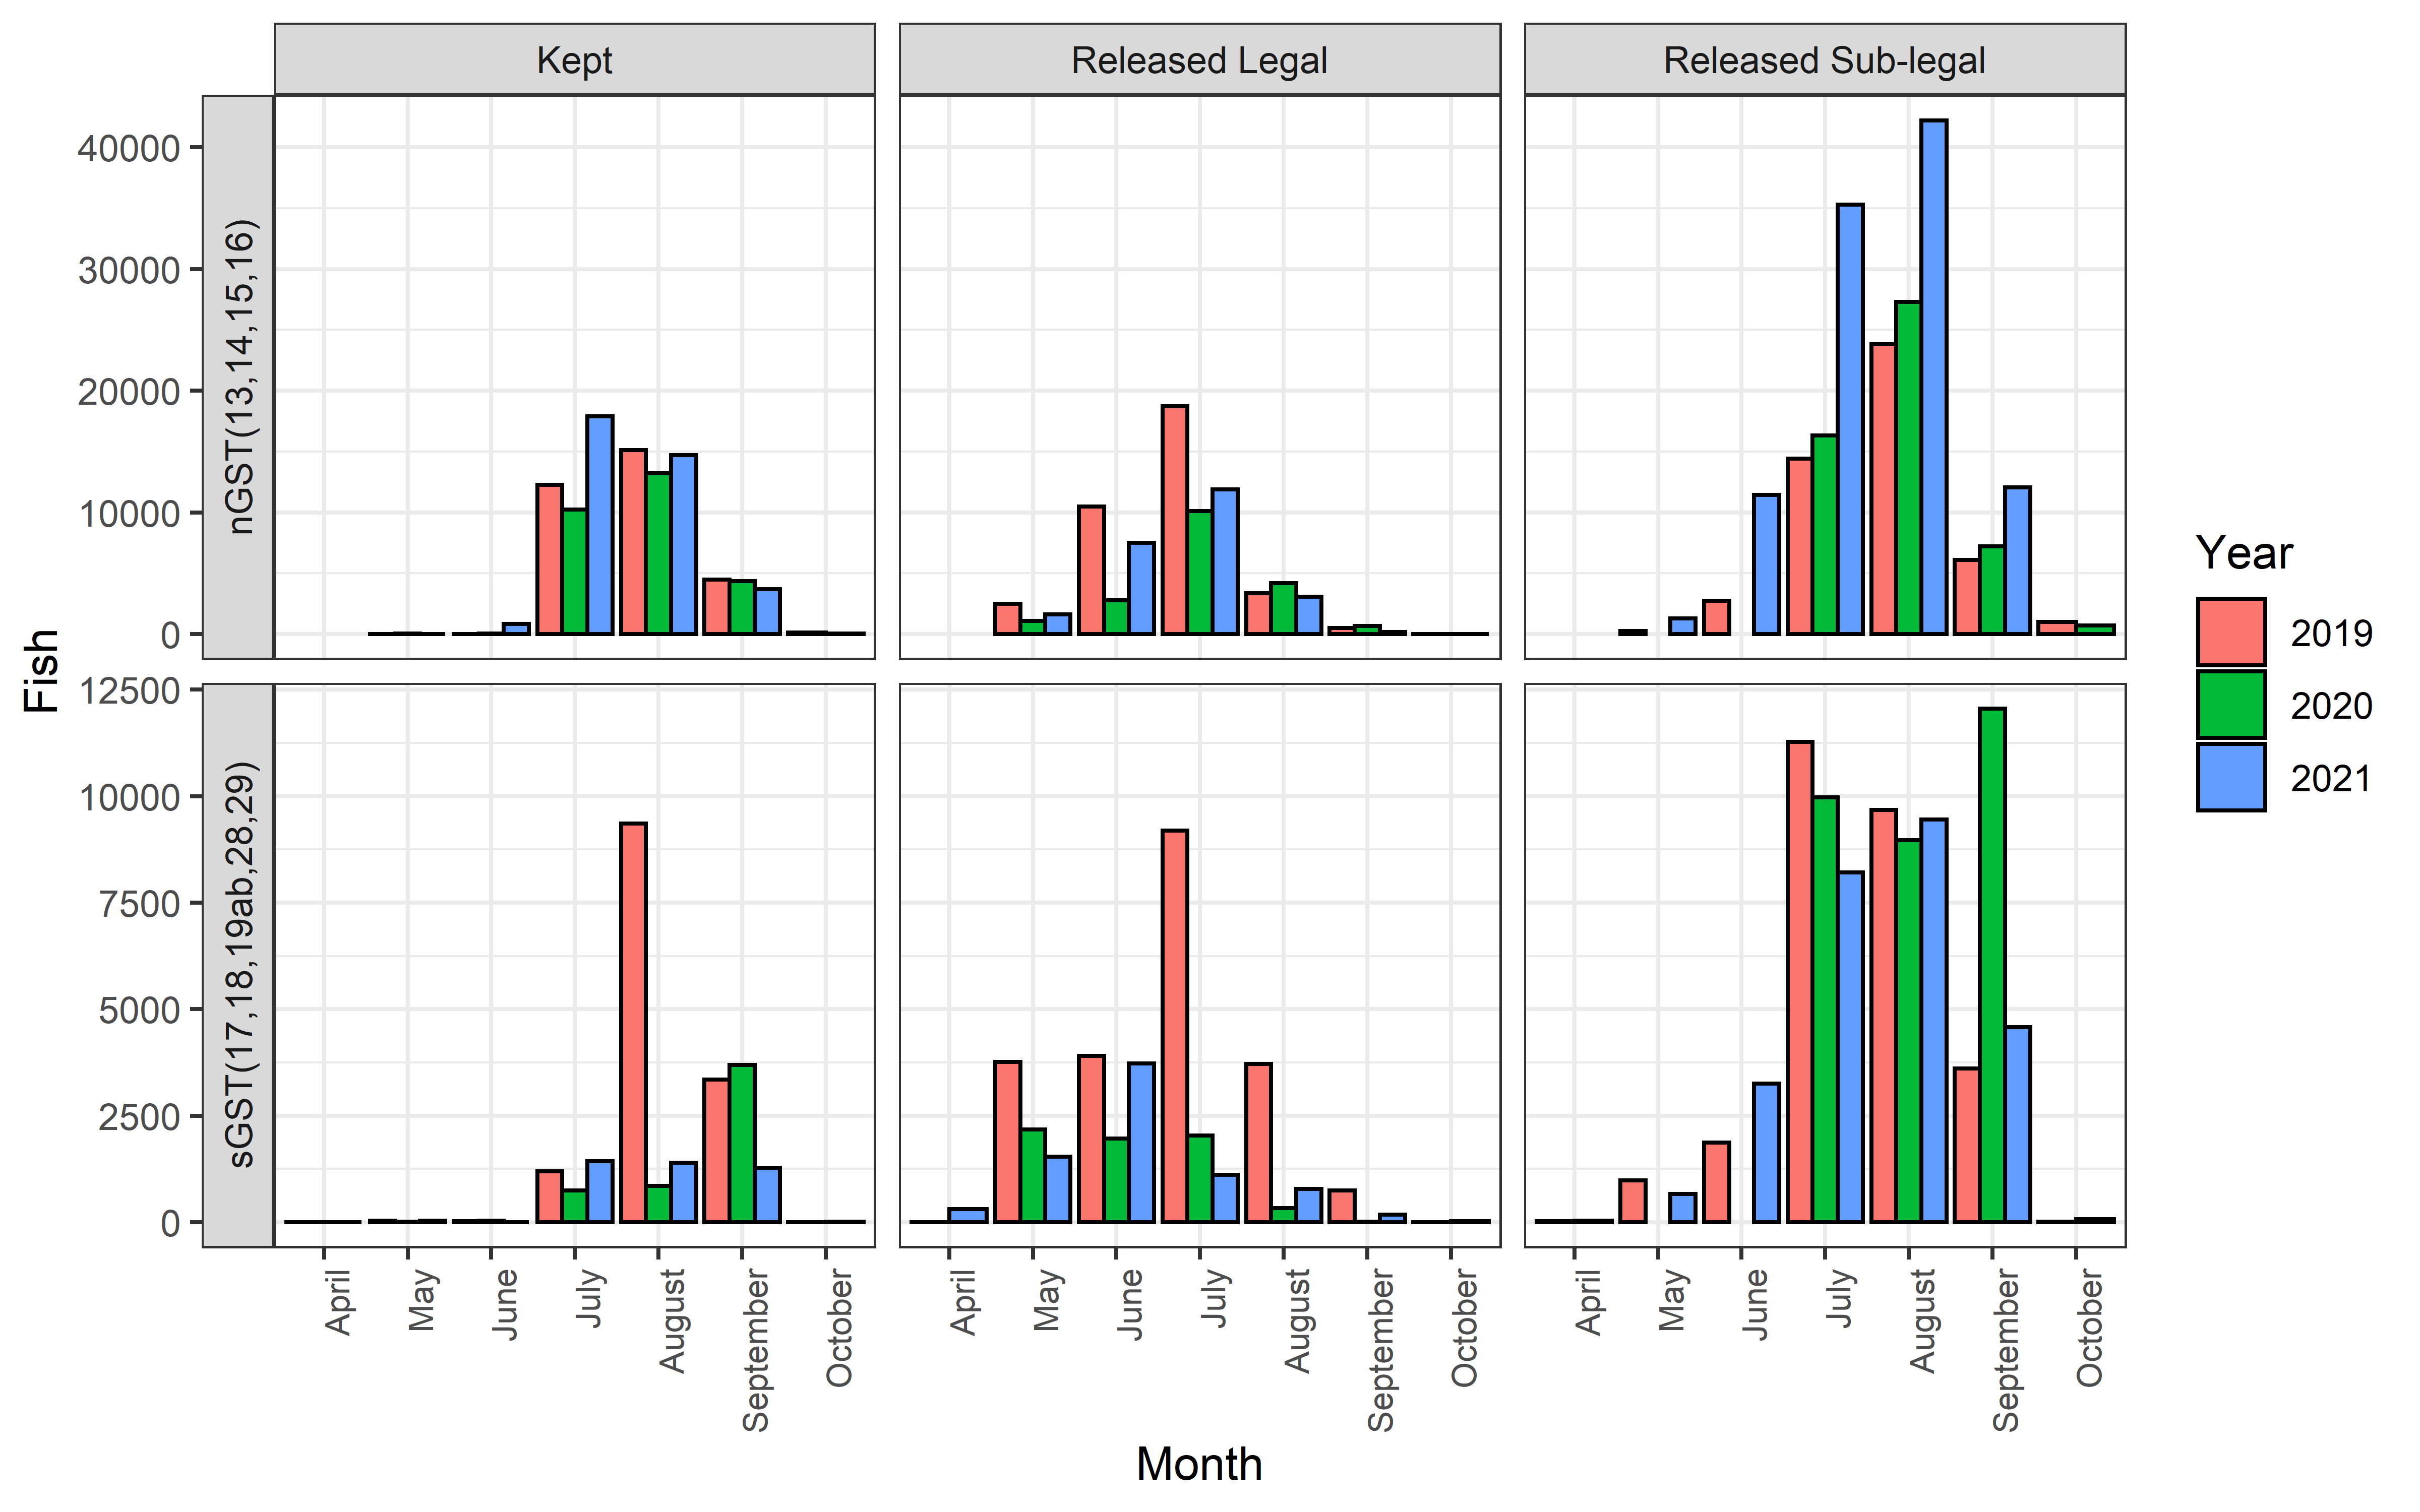 Kept
Released Legal
Released Sub-legal
nGST(13,14,15,16)
40000
30000
20000
10000
0
sGST(17,18,19ab,28,29)
12500
10000
7500
5000
2500
0
Fish
April
May
June
July
August
September
October
April
May
June
July
August
September
October
April
May
June
July
August
September
October
Month
Year
2019
2020
2021